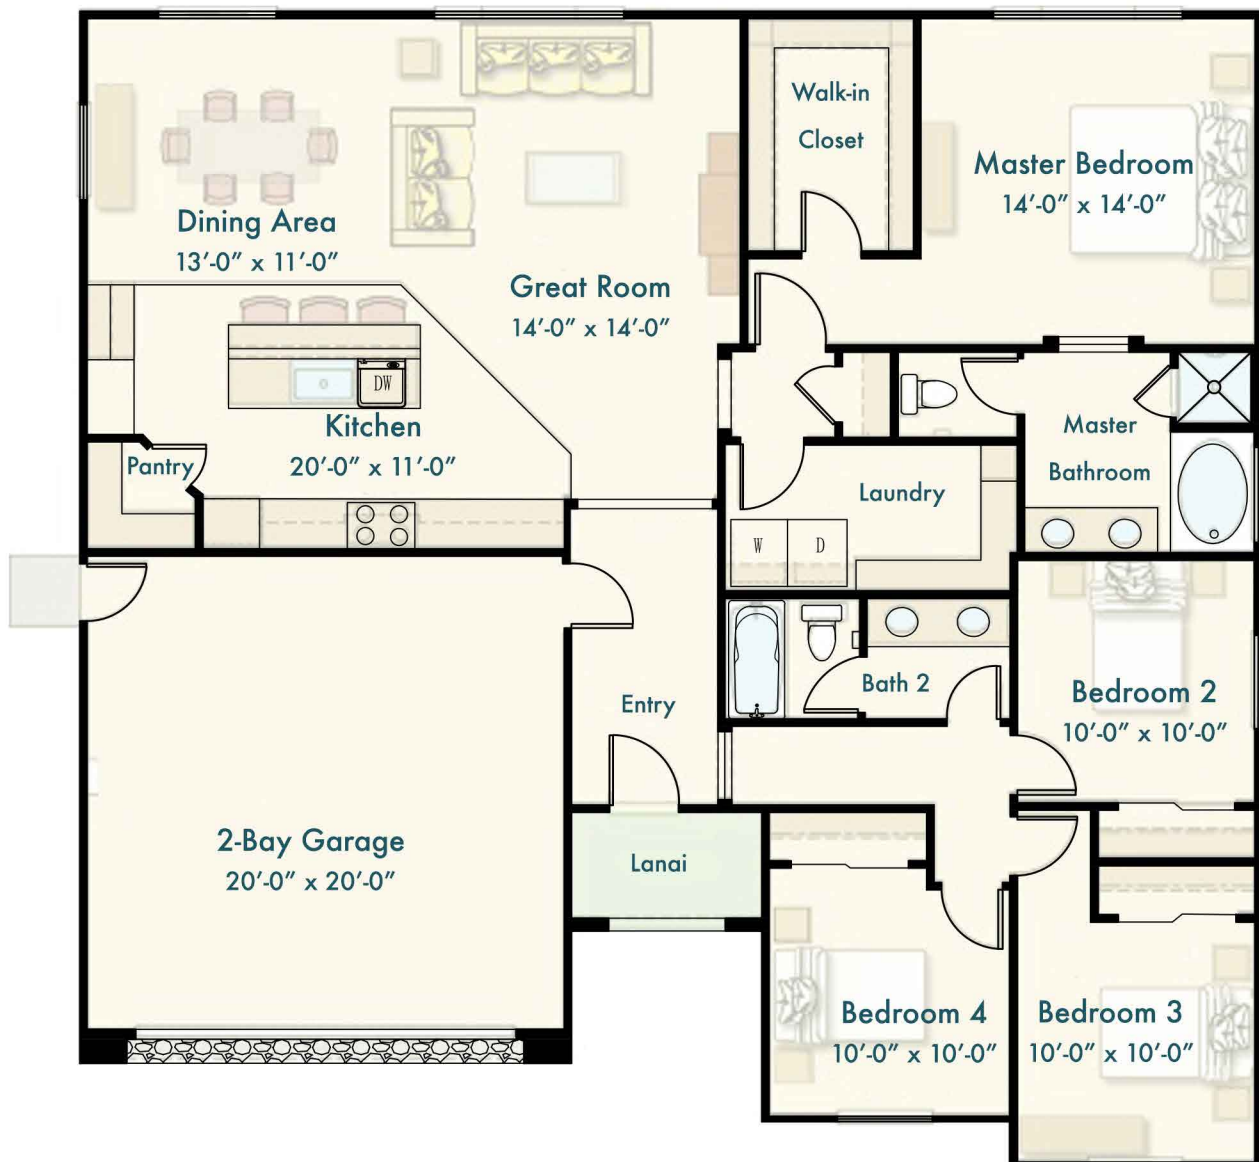 Walk-in
Closet
Master Bedroom
14'-0" x 14'-0"
Dining Area
13'-0" x 11'-0"
Great Room
14'-0" x 14'-0"
DW
Kitchen
20'-0" x 11'-0"
Pantry
Master
Bathroom
Laundry
W
D
Bath 2
Entry
Bedroom 2
10'-0" x 10'-0"
2-Bay Garage
20'-0" x 20'-0"
Lanai
Bedroom 4
10'-0" x 10'-0"
Bedroom 3
10'-0" x 10'-0"